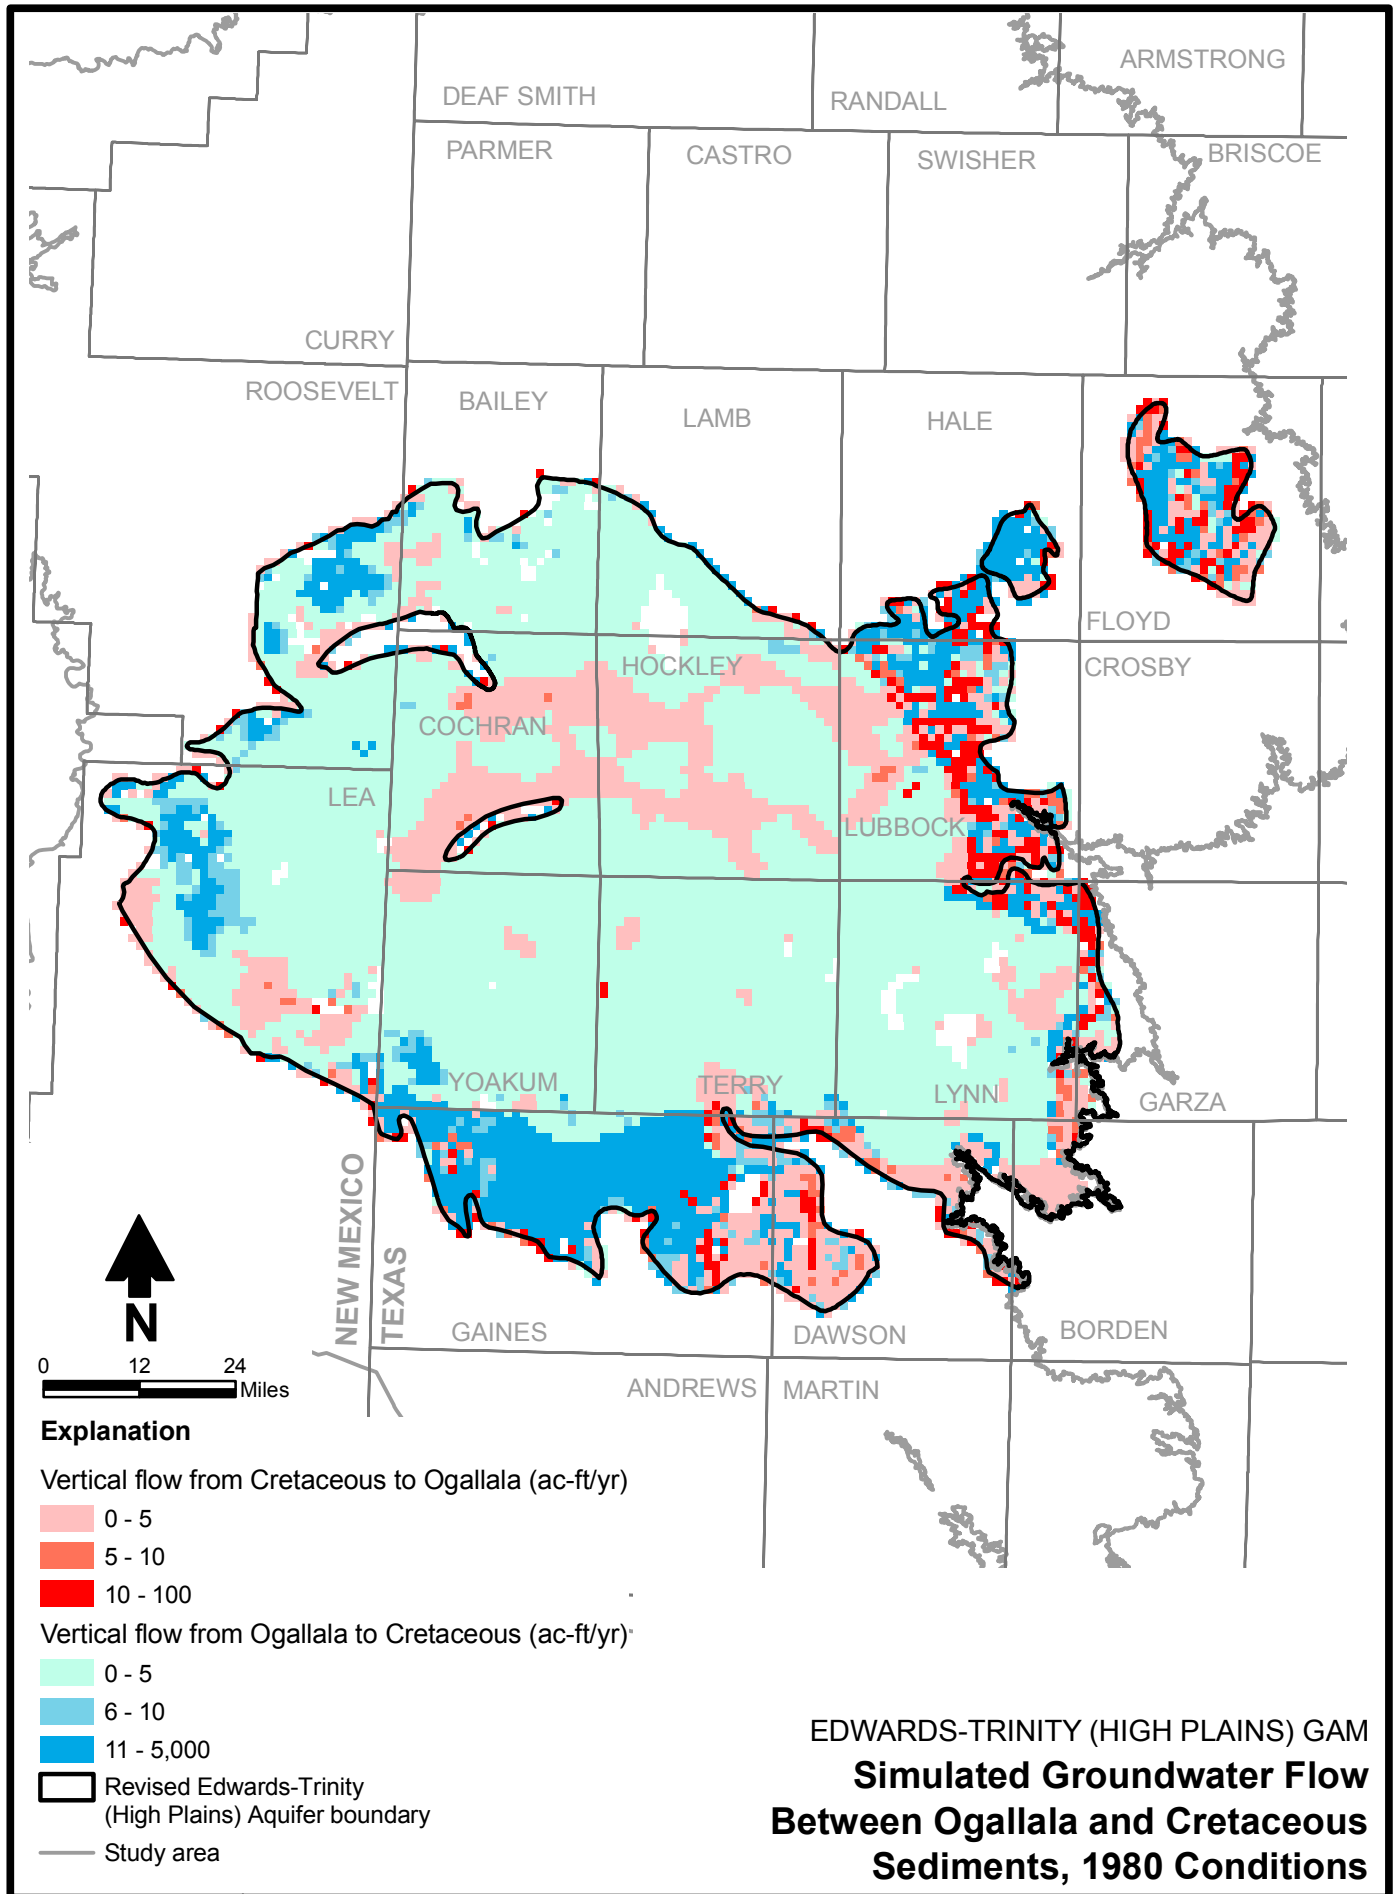 ARMSTRONG
DEAF SMITH
RANDALL
PARMER
CASTRO
SWISHER
BRISCOE
CURRY
ROOSEVELT
BAILEY
LAMB
HALE
FLOYD
HOCKLEY
CROSBY
COCHRAN
LEA
LUBBOCK
YOAKUM
TERRY
LYNN
GARZA
NEW MEXICO
TEXAS
N
GAINES
DAWSON
BORDEN
ANDREWS
MARTIN
0 12 24
Miles
Explanation
Vertical flow from Cretaceous to Ogallala (ac-ft/yr)
0 - 5
5 - 10
10 - 100
Vertical flow from Ogallala to Cretaceous (ac-ft/yr)
0 - 5
6 - 10
11 - 5,000
Revised Edwards-Trinity
(High Plains) Aquifer boundary
Study area
EDWARDS-TRINITY (HIGH PLAINS) GAM
Simulated Groundwater Flow
Between Ogallala and Cretaceous
Sediments, 1980 Conditions